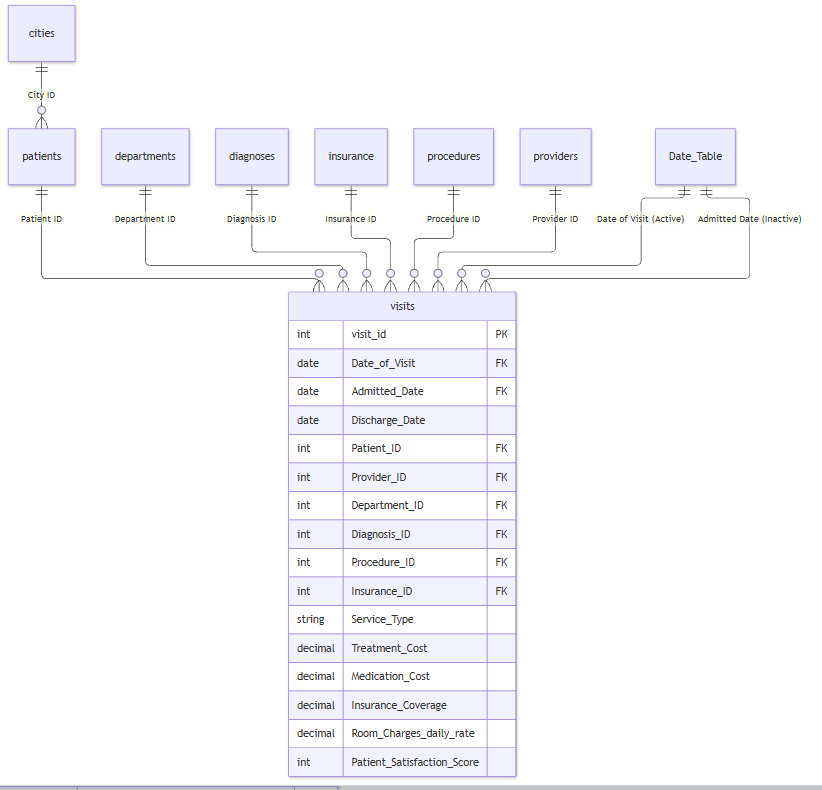 cities
City ID
patients departments diagnoses insurance procedures providers Date_Table
Patient ID Department ID Diagnosis ID Insurance ID Procedure ID Provider ID Date of Visit (Active) Admitted Date (Inactive)
visits
int visit_id PK
date Date_of_Visit FK
date Admitted_Date FK
date Discharge_Date
int Patient_ID FK
int Provider_ID FK
int Department_ID FK
int Diagnosis_ID FK
int Procedure_ID FK
int Insurance_ID FK
string Service_Type
decimal Treatment_Cost
decimal Medication_Cost
decimal Insurance_Coverage
decimal Room_Charges_daily_rate
int Patient_Satisfaction_Score